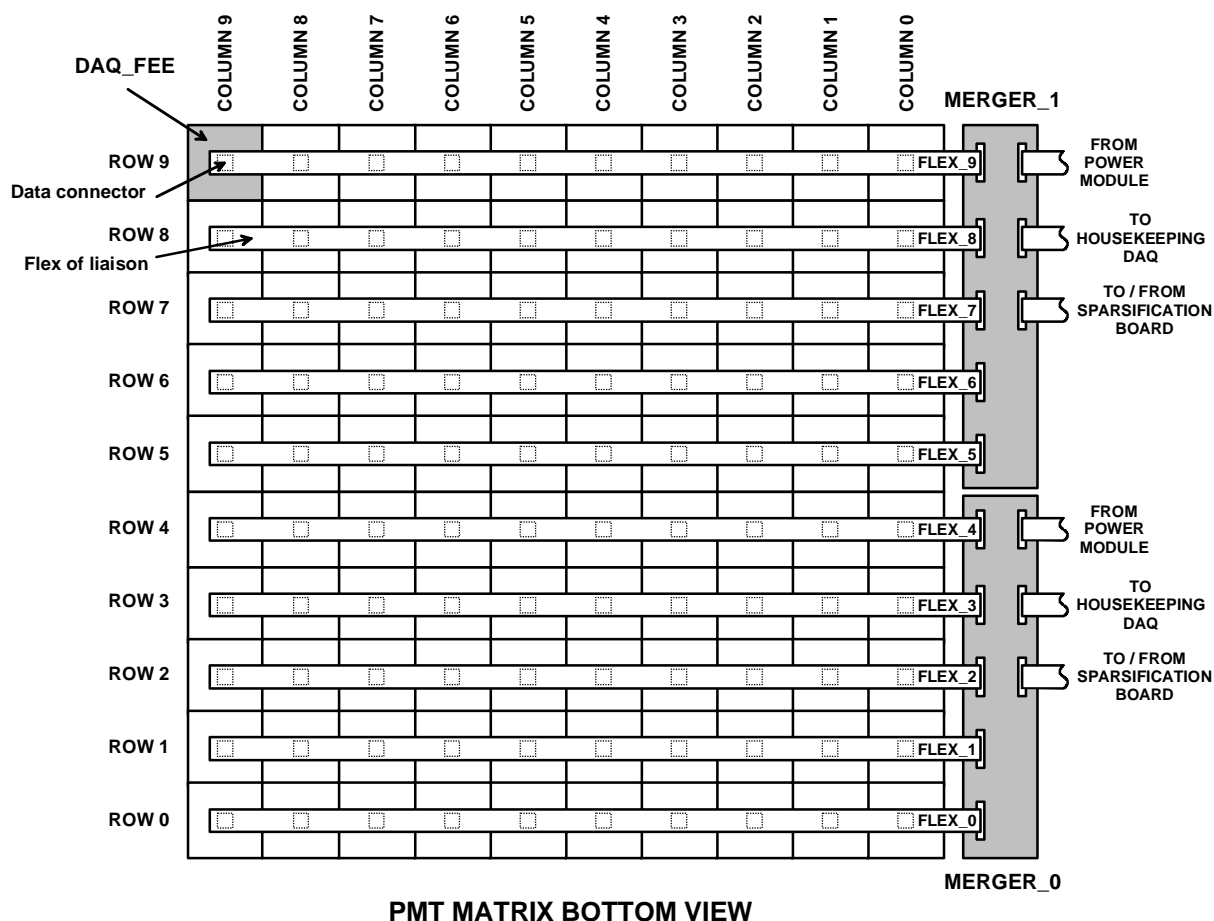 COLUMN 9
COLUMN 8
COLUMN 7
COLUMN 6
COLUMN 5
COLUMN 4
COLUMN 3
COLUMN 2
COLUMN 1
COLUMN 0
DAQ_FEE
MERGER_1
ROW 9
FLEX_9
FROM
POWER
MODULE
Data connector
ROW 8
FLEX_8
TO
HOUSEKEEPING
DAQ
Flex of liaison
ROW 7
FLEX_7
TO / FROM
SPARSIFICATION
BOARD
ROW 6
FLEX_6
ROW 5
FLEX_5
ROW 4
FLEX_4
FROM
POWER
MODULE
ROW 3
FLEX_3
TO
HOUSEKEEPING
DAQ
ROW 2
FLEX_2
TO / FROM
SPARSIFICATION
BOARD
ROW 1
FLEX_1
ROW 0
FLEX_0
MERGER_0
PMT MATRIX BOTTOM VIEW